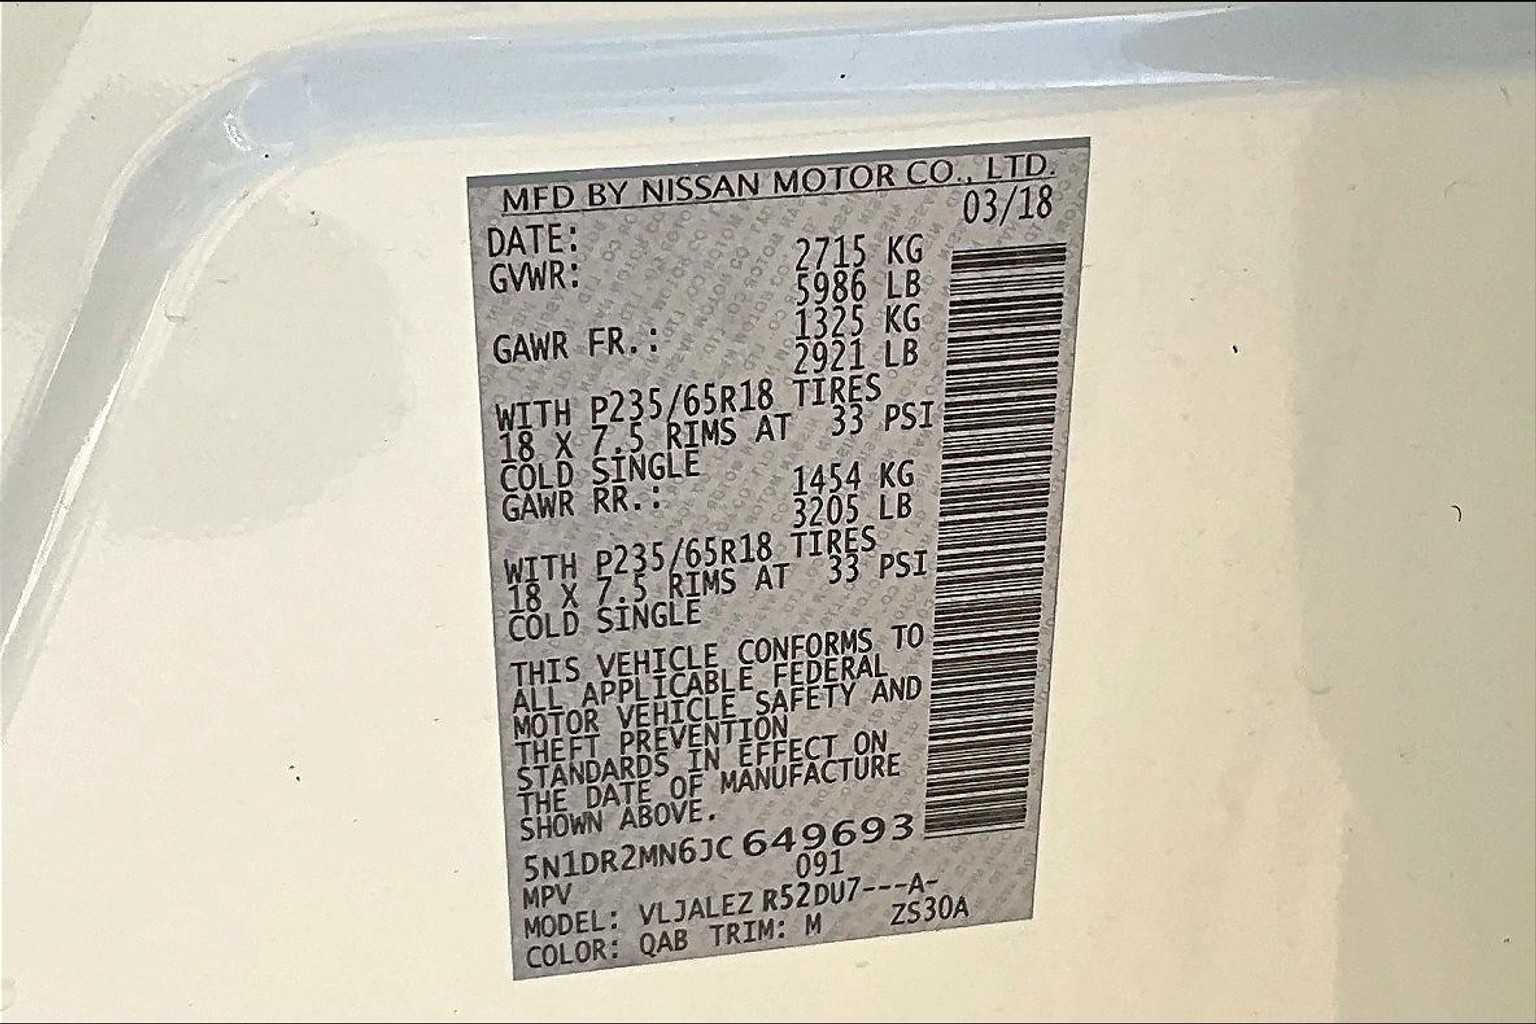 MFD BY NISSAN MOTOR CO., LTD.
DATE: 03/18
GVWR: 2715 KG
5986 LB
GAWR FR.: 1325 KG
2921 LB
WITH P235/65R18 TIRES
18 X 7.5 RIMS AT 33 PSI
COLD SINGLE
GAWR RR.: 1454 KG
3205 LB
WITH P235/65R18 TIRES
18 X 7.5 RIMS AT 33 PSI
COLD SINGLE
THIS VEHICLE CONFORMS TO
ALL APPLICABLE FEDERAL
MOTOR VEHICLE SAFETY AND
THEFT PREVENTION
STANDARDS IN EFFECT ON
THE DATE OF MANUFACTURE
SHOWN ABOVE.
5N1DR2MN6JC649693
MPV 091
MODEL: VLJALEZ R52DU7---A-
COLOR: QAB TRIM: M ZS30A